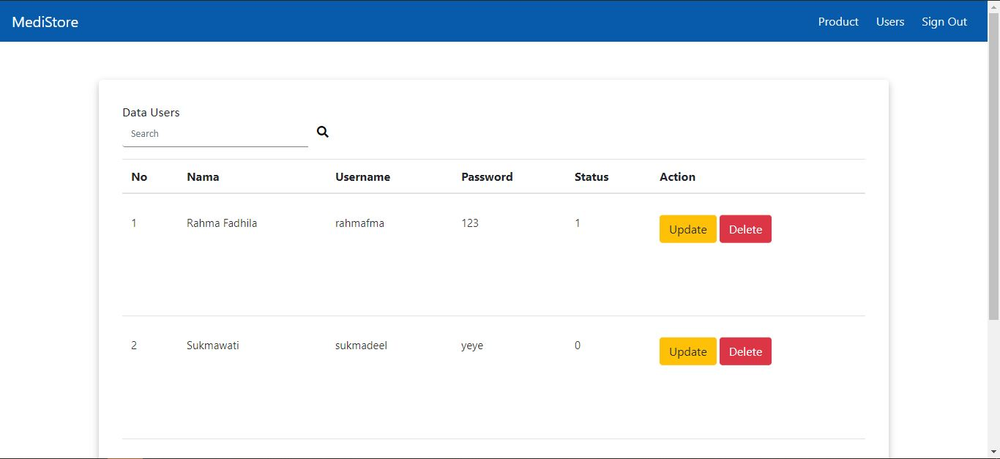 MediStore Product Users Sign Out
Data Users
Search
No Nama Username Password Status Action
1 Rahma Fadhila rahmafma 123 1 Update Delete
2 Sukmawati sukmadeel yeye 0 Update Delete